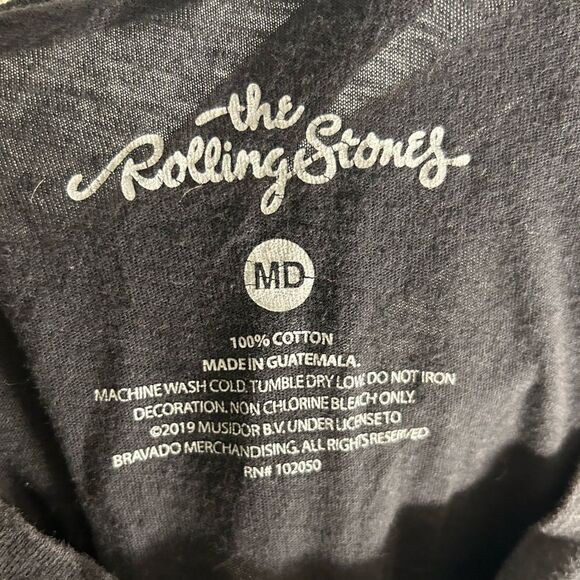 the
Rolling Stones
MD
100% COTTON
MADE IN GUATEMALA.
MACHINE WASH COLD. TUMBLE DRY LOW. DO NOT IRON
DECORATION. NON CHLORINE BLEACH ONLY.
©2019 MUSIDOR B.V. UNDER LICENSE TO
BRAVADO MERCHANDISING. ALL RIGHTS RESERVED
RN# 102050